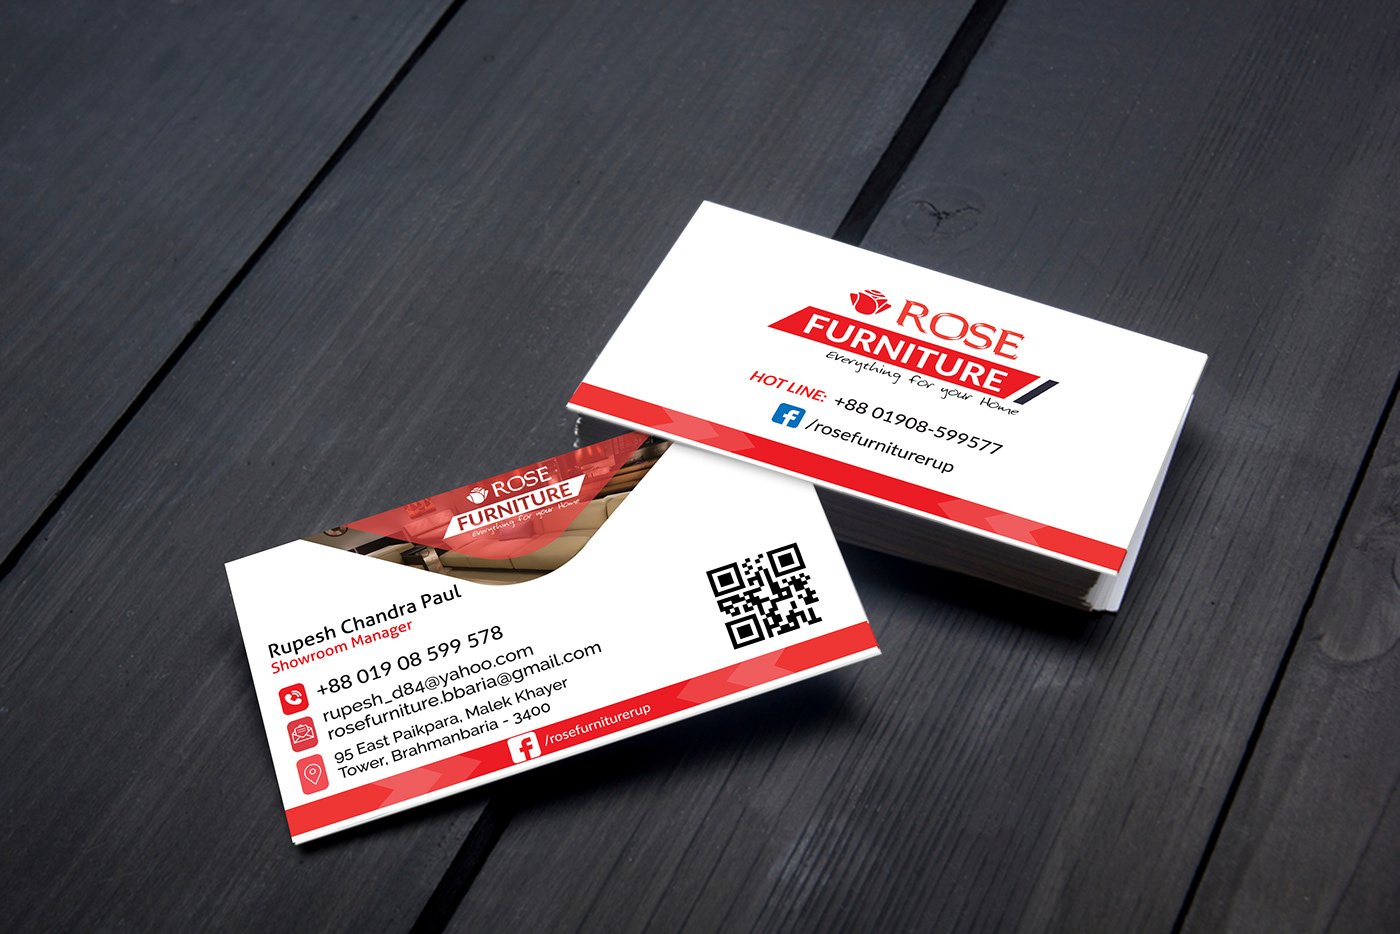 ROSE
FURNITURE
Everything for your Home
HOT LINE: +88 01908-599577
f /rosefurniturerup
ROSE
FURNITURE
Everything for your Home
Rupesh Chandra Paul
Showroom Manager
+88 019 08 599 578
rupesh_d84@yahoo.com
rosefurniture.bbaria@gmail.com
95 East Paikpara, Malek Khayer
Tower, Brahmanbaria - 3400
f /rosefurniturerup